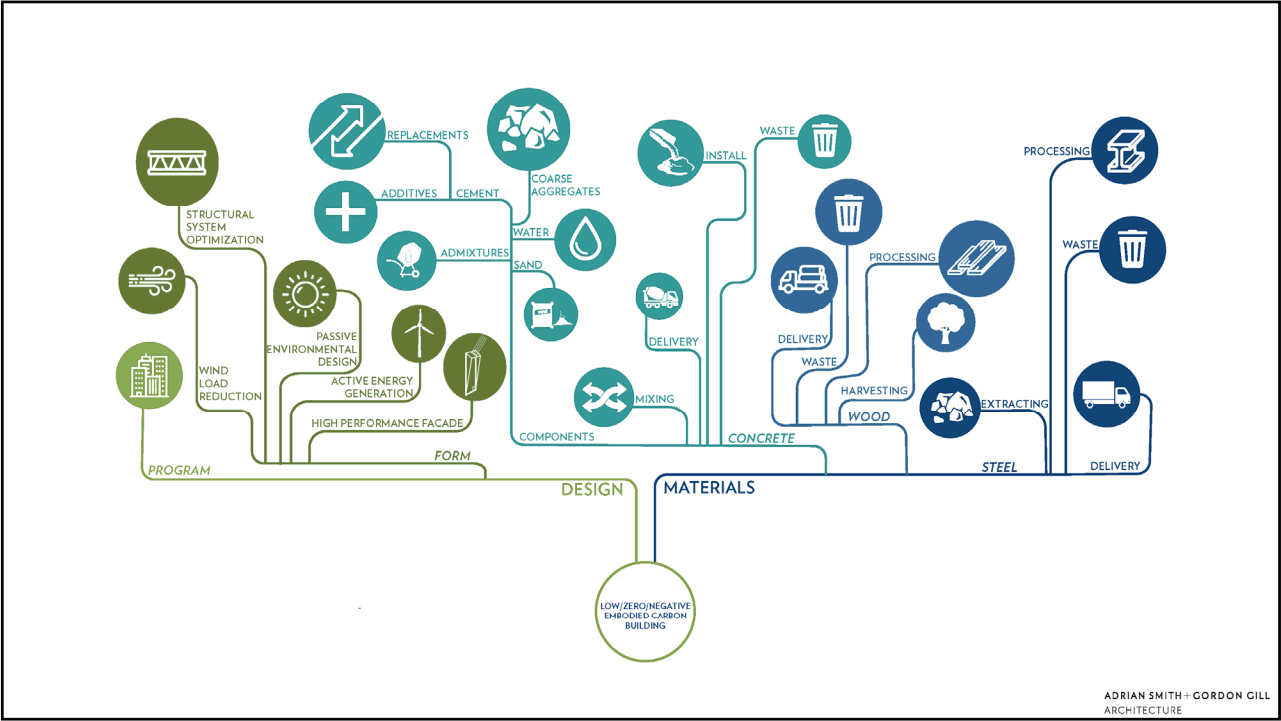 REPLACEMENTS
WASTE
INSTALL
PROCESSING
COARSE
AGGREGATES
ADDITIVES
CEMENT
STRUCTURAL
SYSTEM
OPTIMIZATION
WATER
WASTE
ADMIXTURES
SAND
PROCESSING
PASSIVE
ENVIRONMENTAL
DESIGN
DELIVERY
DELIVERY
WASTE
WIND
LOAD
REDUCTION
ACTIVE ENERGY
GENERATION
HARVESTING
MIXING
EXTRACTING
HIGH PERFORMANCE FACADE
WOOD
COMPONENTS
CONCRETE
FORM
PROGRAM
STEEL
DELIVERY
DESIGN
MATERIALS
LOW/ZERO/NEGATIVE
EMBODIED CARBON
BUILDING
ADRIAN SMITH+GORDON GILL
ARCHITECTURE